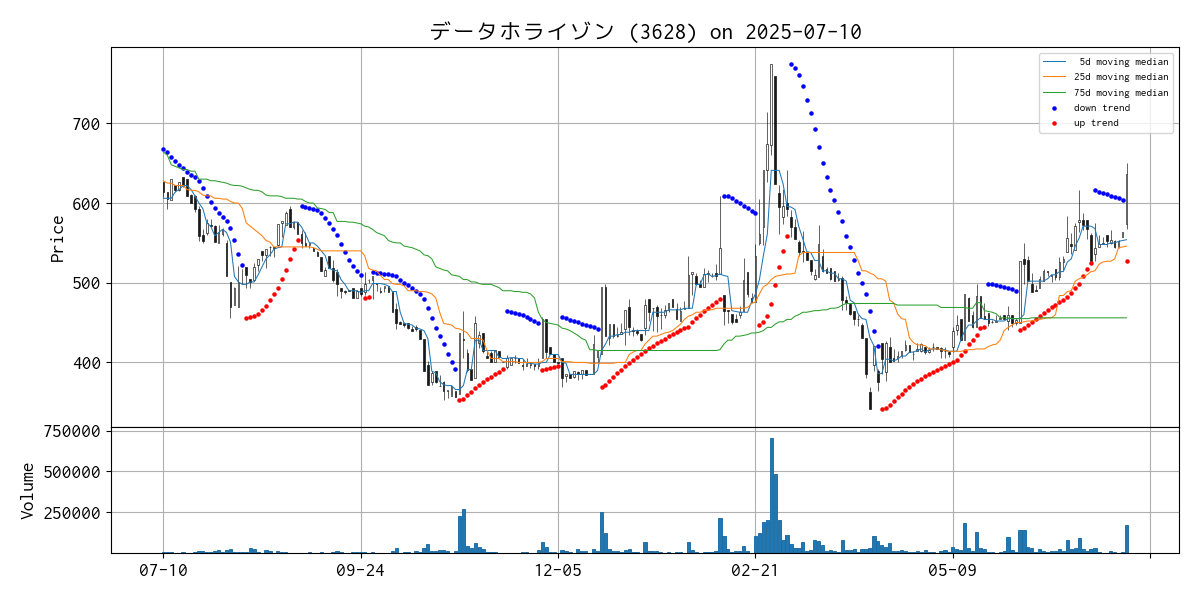 データホライゾン (3628) on 2025-07-10
5d moving median
25d moving median
75d moving median
down trend
up trend
Price
700
600
500
400
Volume
750000
500000
250000
07-10
09-24
12-05
02-21
05-09